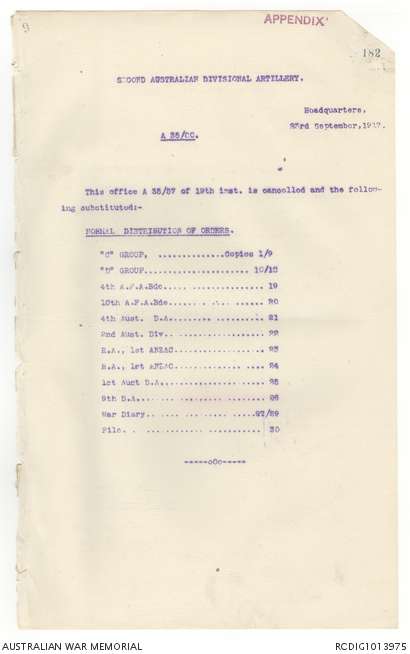 9
APPENDIX
182
SECOND AUSTRALIAN DIVISIONAL ARTILLERY.
Headquarters.
23rd September, 1917.
A 35/CC.
This office A 35/87 of 19th inst. is cancelled and the follow-
ing substituted:-
NORMAL DISTRIBUTION OF ORDERS.
"C" GROUP, ............... Copies 1/9
"D" GROUP........................ 10/18
4th A.F.A.Bde........................ 19
10th A.F.A.Bde........................ 20
4th Aust. D.A........................ 21
2nd Aust. Div........................ 22
R.A., 1st ANZAC..................... 23
H.A., 1st ANZAC..................... 24
1st Aust D.A........................ 25
9th D.A............................ 26
War Diary........................27/29
File.............................. 30
-----oOo-----
AUSTRALIAN WAR MEMORIAL
RCDIG1013975